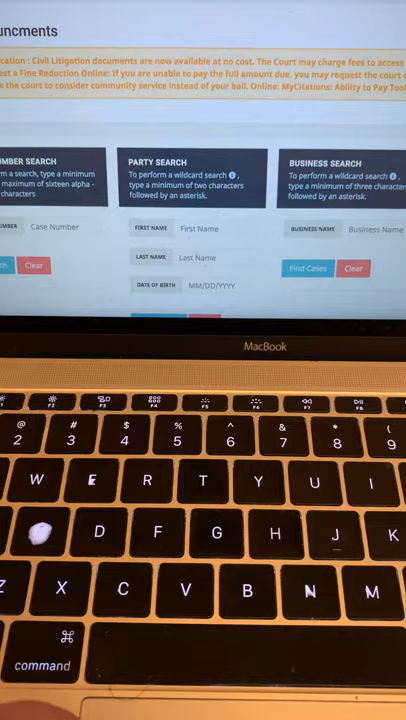 uncments
cation : Civil Litigation documents are now available at no cost. The Court may charge fees to access
est a Fine Reduction Online: If you are unable to pay the full amount due, you may request the court
k the court to consider community service instead of your bail. Online: MyCitations: Ability to Pay Tool
UMBER SEARCH
rm a search, type a minimum
maximum of sixteen alpha -
characters
UMBER
Case Number
ch
Clear
PARTY SEARCH
To perform a wildcard search ,
type a minimum of two characters
followed by an asterisk.
FIRST NAME
First Name
LAST NAME
Last Name
DATE OF BIRTH
MM/DD/YYYY
BUSINESS SEARCH
To perform a wildcard search ,
type a minimum of three character
followed by an asterisk.
BUSINESS NAME
Business Name
Find Cases
Clear
MacBook
F2 F3 F4 F5 F6 F7 F8
@ # $ % ^ & * (
2 3 4 5 6 7 8 9
W E R T Y U I
D F G H J K
Z X C V B N M
⌘
command